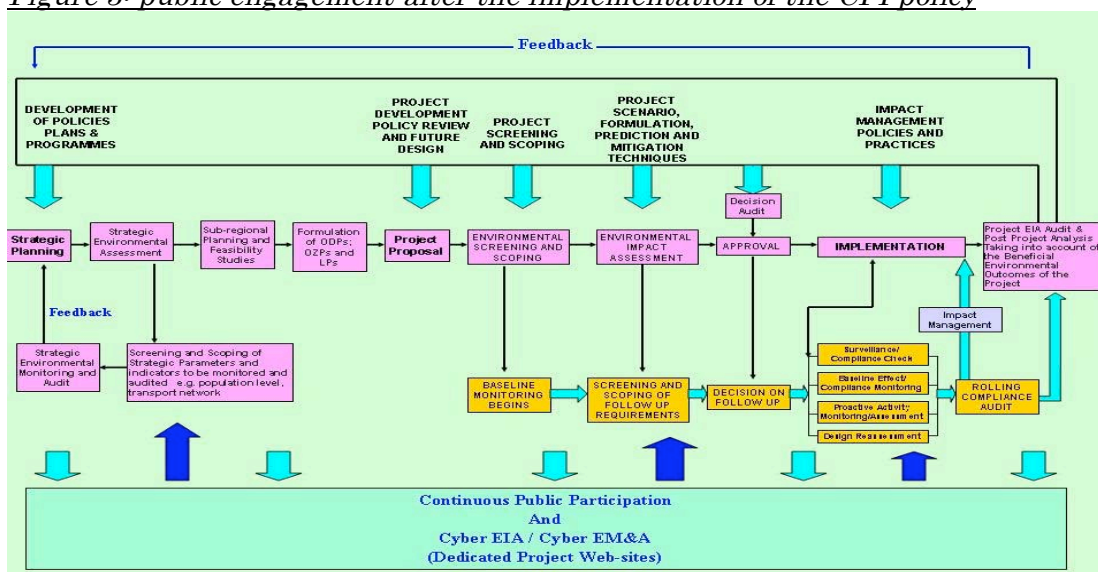 Figure 3: public engagement after the implementation of the CPI policy
Feedback
DEVELOPMENT
OF POLICIES
PLANS &
PROGRAMMES
PROJECT
DEVELOPMENT
POLICY REVIEW
AND FUTURE
DESIGN
PROJECT
SCREENING
AND SCOPING
PROJECT
SCENARIO,
FORMULATION,
PREDICTION AND
MITIGATION
TECHNIQUES
IMPACT
MANAGEMENT
POLICIES AND
PRACTICES
Decision
Audit
Strategic
Planning
Strategic
Environmental
Assessment
Sub-regional
Planning and
Feasibility
Studies
Formulation
of ODPs;
OZPs and
LPs
Project
Proposal
ENVIRONMENTAL
SCREENING AND
SCOPING
ENVIRONMENTAL
IMPACT
ASSESSMENT
APPROVAL
IMPLEMENTATION
Project EIA Audit &
Post Project Analysis
Taking into account of
the Beneficial
Environmental
Outcomes of the
Project
Feedback
Impact
Management
Strategic
Environmental
Monitoring and
Audit
Screening and Scoping of
Strategic Parameters and
indicators to be monitored and
audited e.g. population level,
transport network
BASELINE
MONITORING
BEGINS
SCREENING AND
SCOPING OF
FOLLOW UP
REQUIREMENTS
DECISION ON
FOLLOW UP
Surveillance/
Compliance Check
Baseline Effect/
Compliance Monitoring
Proactive Activity
Monitoring/Assessment
Design Reassessment
ROLLING
COMPLIANCE
AUDIT
Continuous Public Participation
And
Cyber EIA / Cyber EM&A
(Dedicated Project Web-sites)